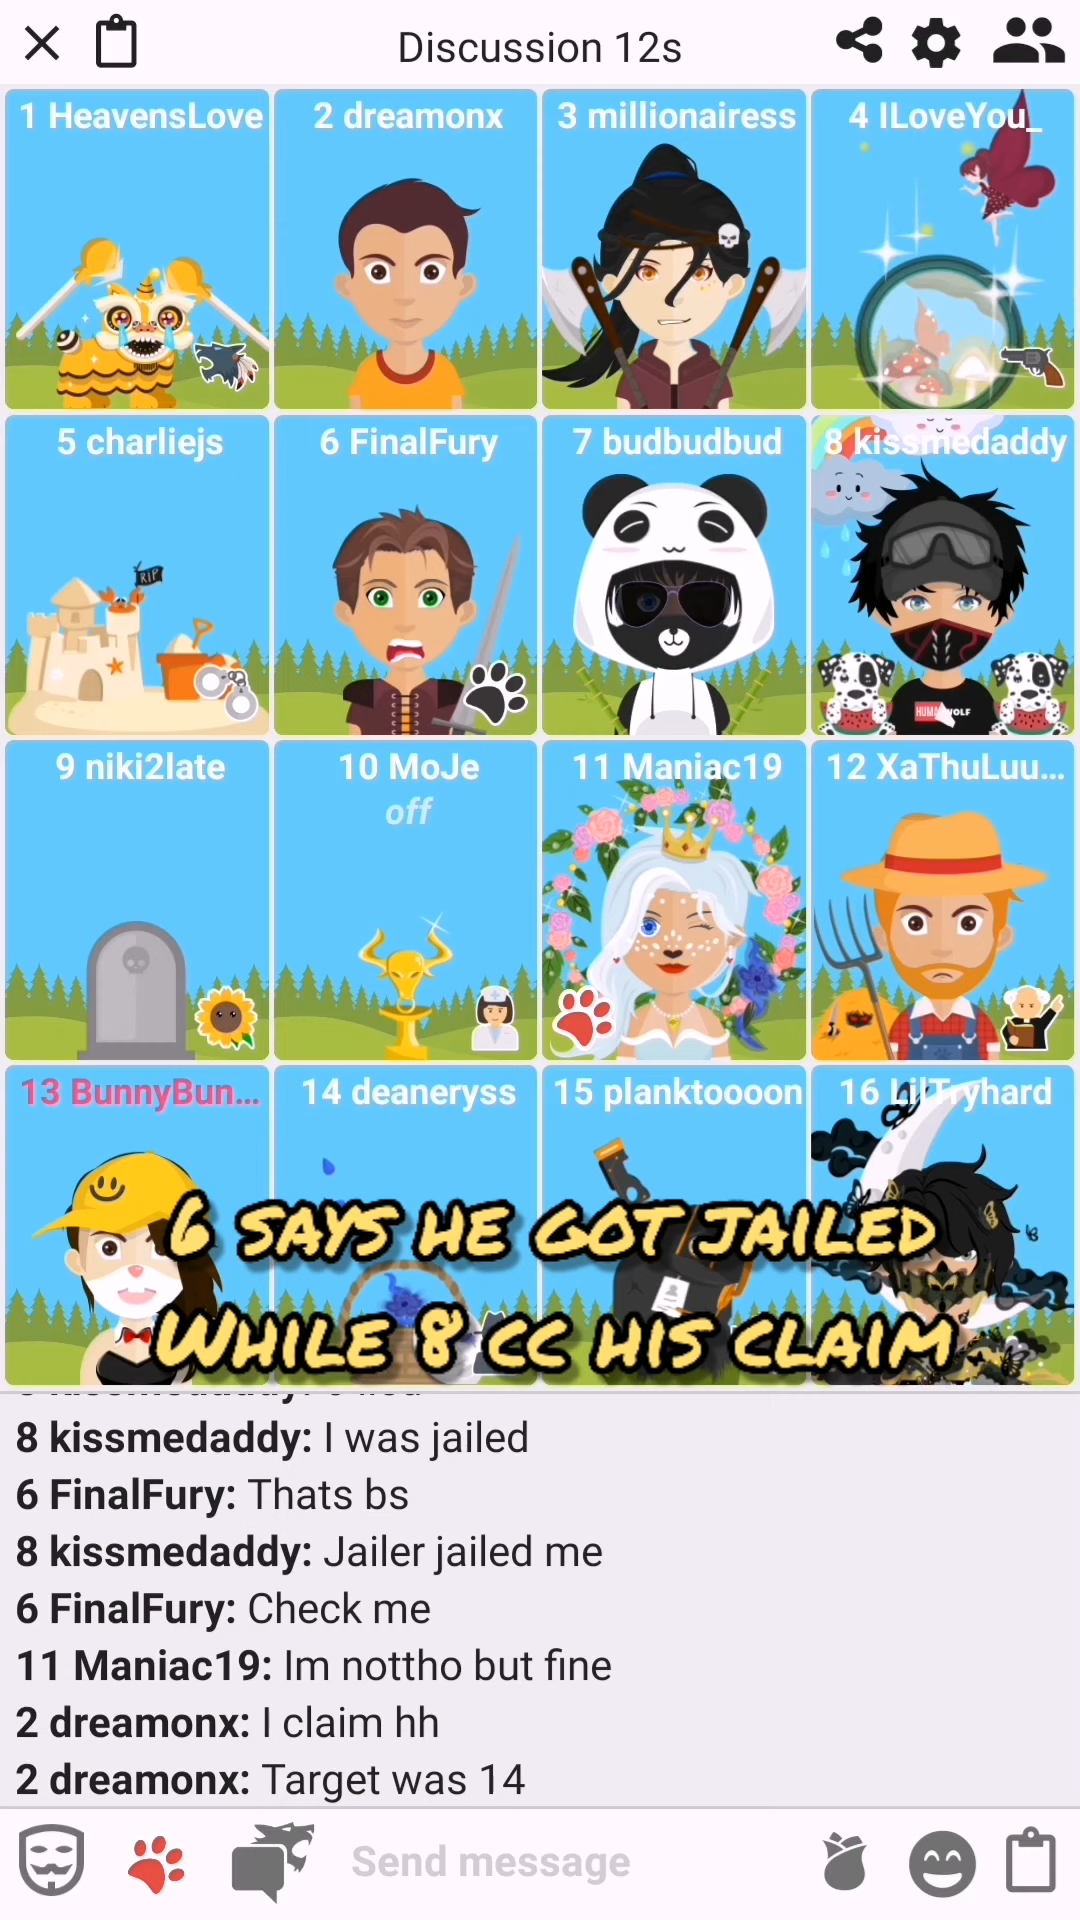 Discussion 12s
1 HeavensLove
2 dreamonx
3 millionairess
4 ILoveYou_
5 charliejs
RIP
6 FinalFury
7 budbudbud
8 kissmedaddy
HUMANWOLF
9 niki2late
10 MoJe
off
11 Maniac19
12 XaThuLuu...
13 BunnyBun...
14 deaneryss
15 planktoooon
16 LilTryhard
6 SAYS HE GOT JAILED
WHILE 8 CC HIS CLAIM
8 kissmedaddy: I was jailed
6 FinalFury: Thats bs
8 kissmedaddy: Jailer jailed me
6 FinalFury: Check me
11 Maniac19: Im nottho but fine
2 dreamonx: I claim hh
2 dreamonx: Target was 14
Send message